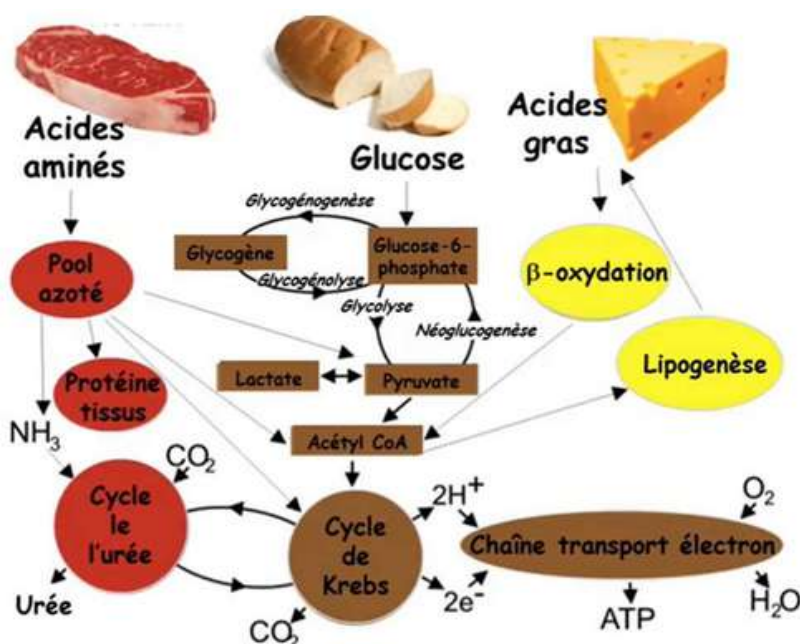 Acides
aminés
Glucose
Acides
gras
Glycogénogenèse
Glycogène
Glucose-6-
phosphate
Glycogénolyse
Glycolyse
Néoglucogenèse
Pool
azoté
β-oxydation
Protéine
tissus
Lactate
Pyruvate
Lipogenèse
NH3
Acétyl CoA
CO2
Cycle
le
l'urée
Cycle
de
Krebs
2H+
O2
Chaîne transport électron
Urée
CO2
2e-
ATP
H2O